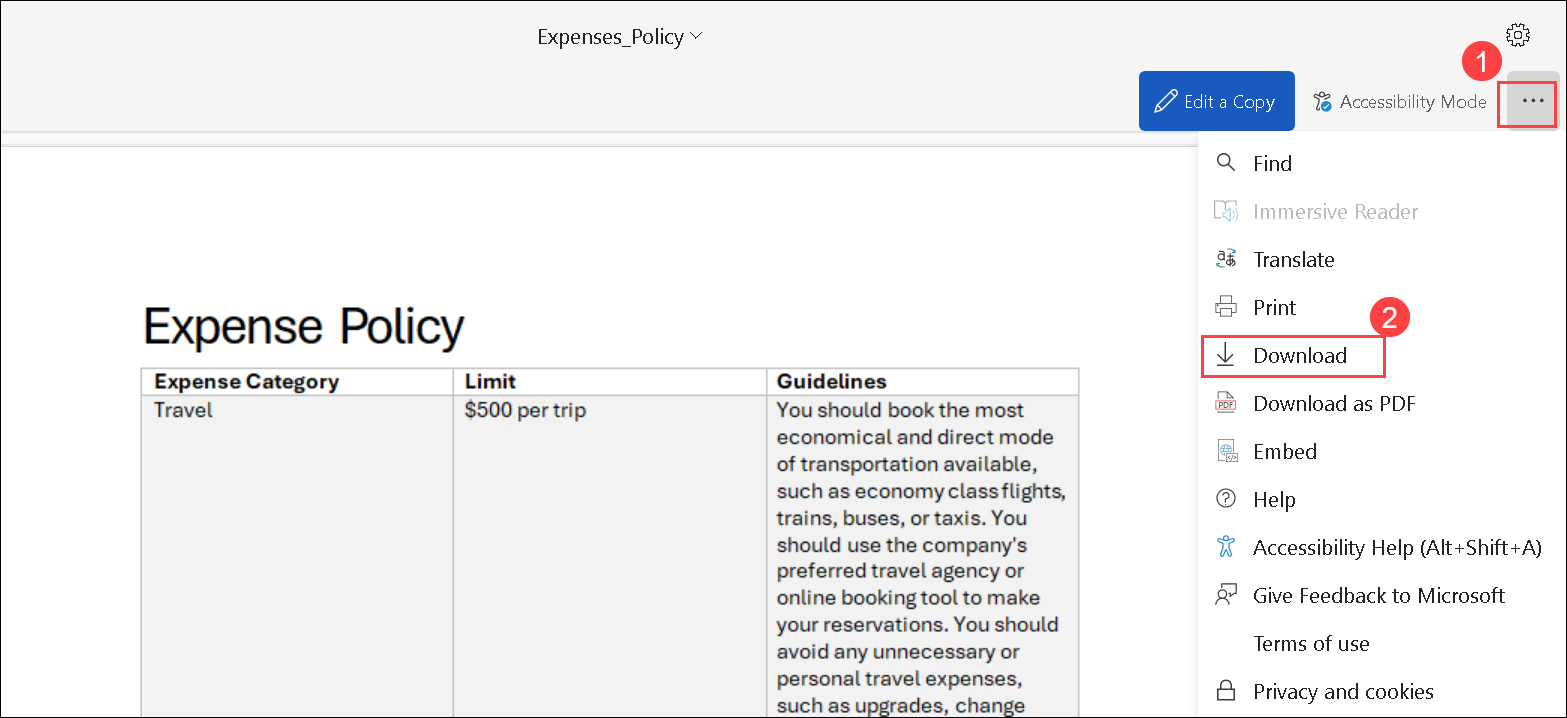 Expenses_Policy
1
Edit a Copy
Accessibility Mode
...
Find
Immersive Reader
Translate
Print
2
Download
Download as PDF
Embed
Help
Accessibility Help (Alt+Shift+A)
Give Feedback to Microsoft
Terms of use
Privacy and cookies
Expense Policy
Expense Category
Limit
Guidelines
Travel
$500 per trip
You should book the most
economical and direct mode
of transportation available,
such as economy class flights,
trains, buses, or taxis. You
should use the company's
preferred travel agency or
online booking tool to make
your reservations. You should
avoid any unnecessary or
personal travel expenses,
such as upgrades, change